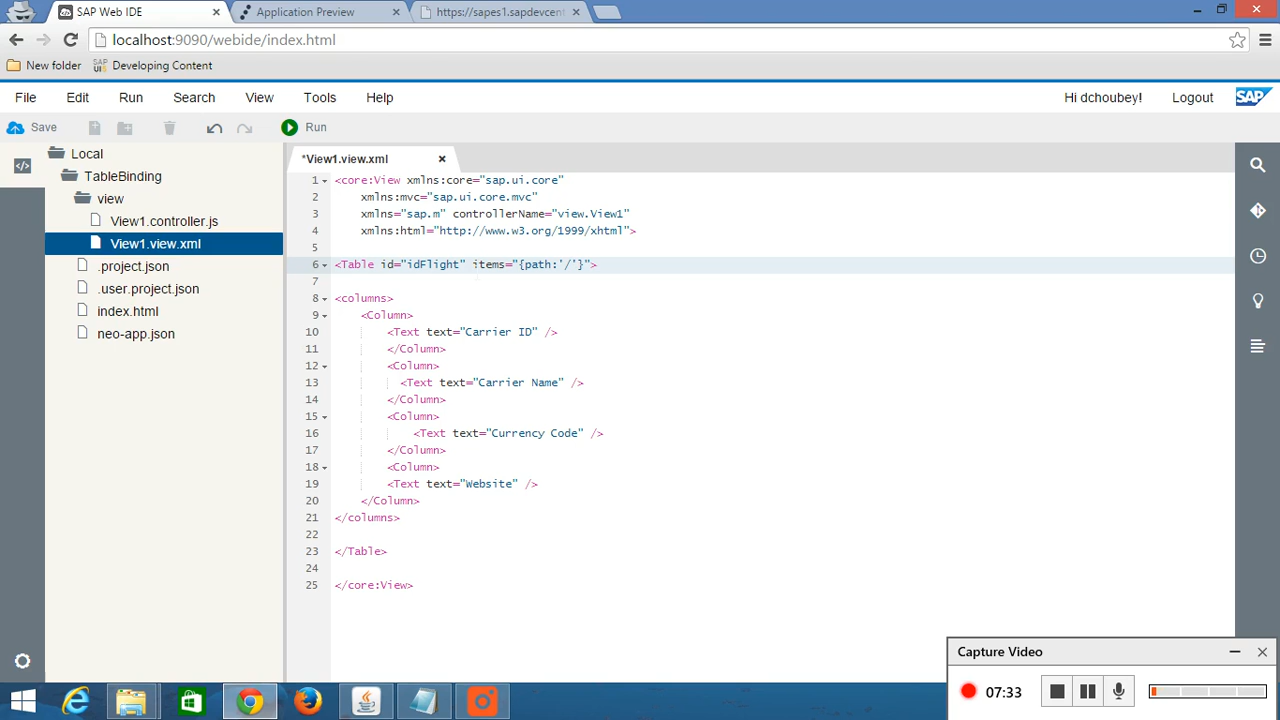 SAP Web IDE
Application Preview
https://sapes1.sapdevcent
localhost:9090/webide/index.html
New folder
SAP UI Developing Content
File Edit Run Search View Tools Help
Hi dchoubey! Logout SAP
Save
Run
Local
TableBinding
view
View1.controller.js
View1.view.xml
.project.json
.user.project.json
index.html
neo-app.json
*View1.view.xml
1 <core:View xmlns:core="sap.ui.core"
2 xmlns:mvc="sap.ui.core.mvc"
3 xmlns="sap.m" controllerName="view.View1"
4 xmlns:html="http://www.w3.org/1999/xhtml">
5
6 <Table id="idFlight" items="{path:'/'}">
7
8 <columns>
9 <Column>
10 <Text text="Carrier ID" />
11 </Column>
12 <Column>
13 <Text text="Carrier Name" />
14 </Column>
15 <Column>
16 <Text text="Currency Code" />
17 </Column>
18 <Column>
19 <Text text="Website" />
20 </Column>
21 </columns>
22
23 </Table>
24
25 </core:View>
Capture Video
07:33